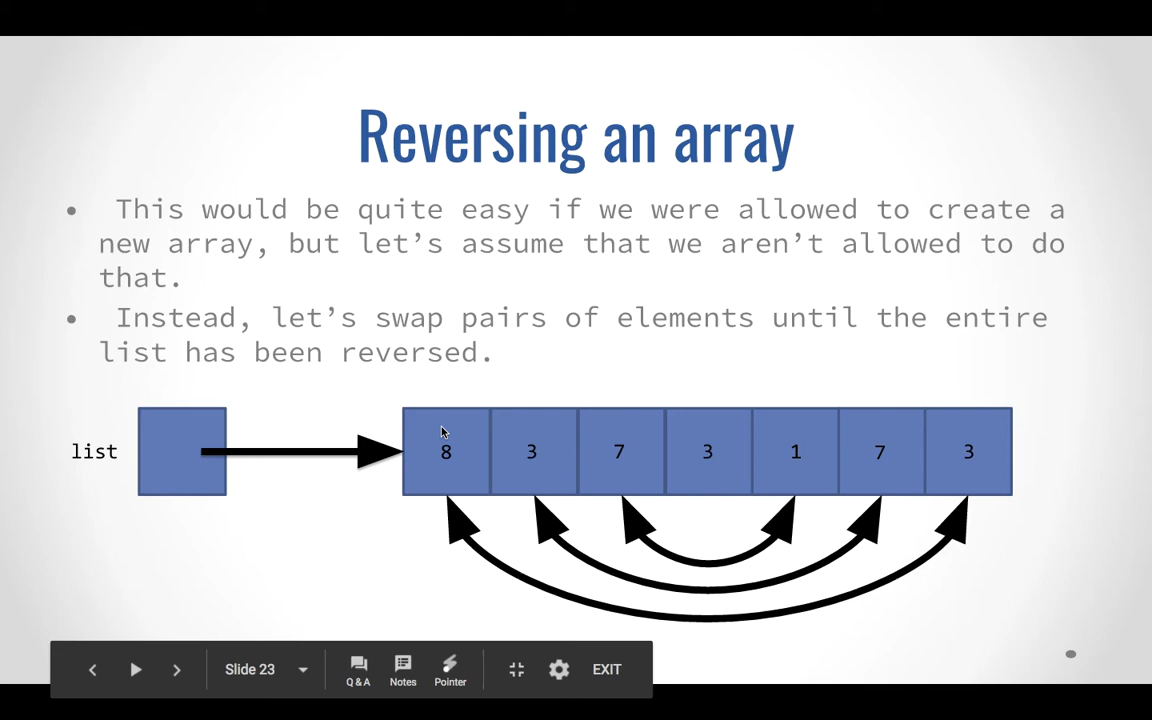 Reversing an array
• This would be quite easy if we were allowed to create a
new array, but let’s assume that we aren’t allowed to do
that.
• Instead, let’s swap pairs of elements until the entire
list has been reversed.
list 8 3 7 3 1 7 3
Slide 23 Q & A Notes Pointer EXIT